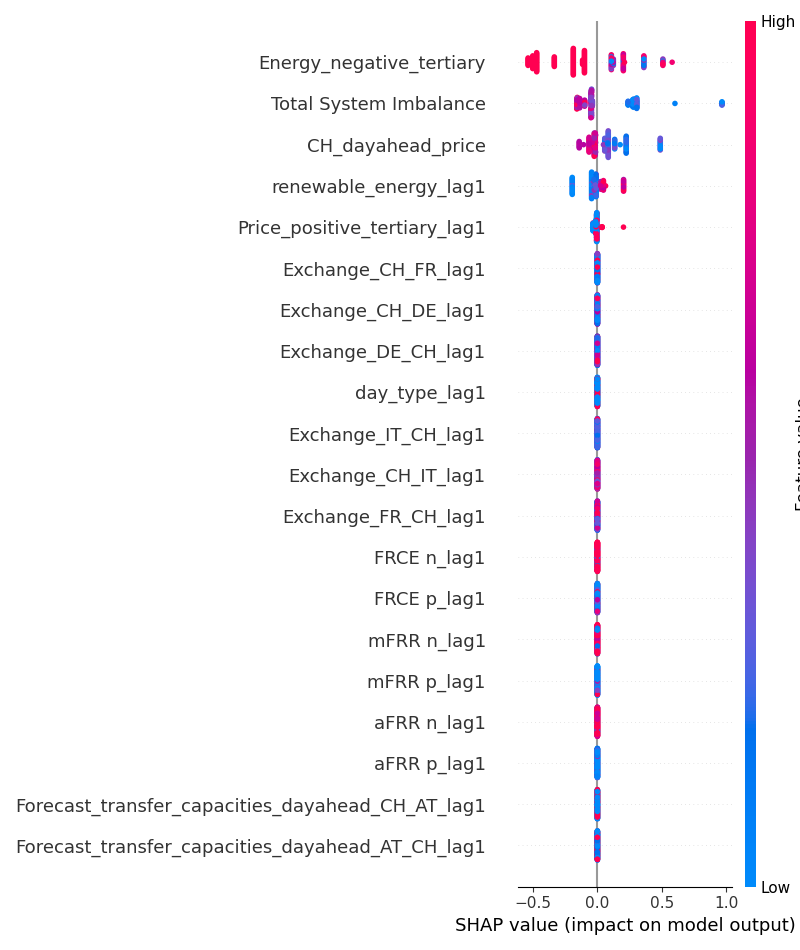 High
Energy_negative_tertiary
Total System Imbalance
CH_dayahead_price
renewable_energy_lag1
Price_positive_tertiary_lag1
Exchange_CH_FR_lag1
Exchange_CH_DE_lag1
Exchange_DE_CH_lag1
day_type_lag1
Exchange_IT_CH_lag1
Exchange_CH_IT_lag1
Exchange_FR_CH_lag1
FRCE n_lag1
FRCE p_lag1
mFRR n_lag1
mFRR p_lag1
aFRR n_lag1
aFRR p_lag1
Forecast_transfer_capacities_dayahead_CH_AT_lag1
Forecast_transfer_capacities_dayahead_AT_CH_lag1
Low
−0.5 0.0 0.5 1.0
SHAP value (impact on model output)
Feature value